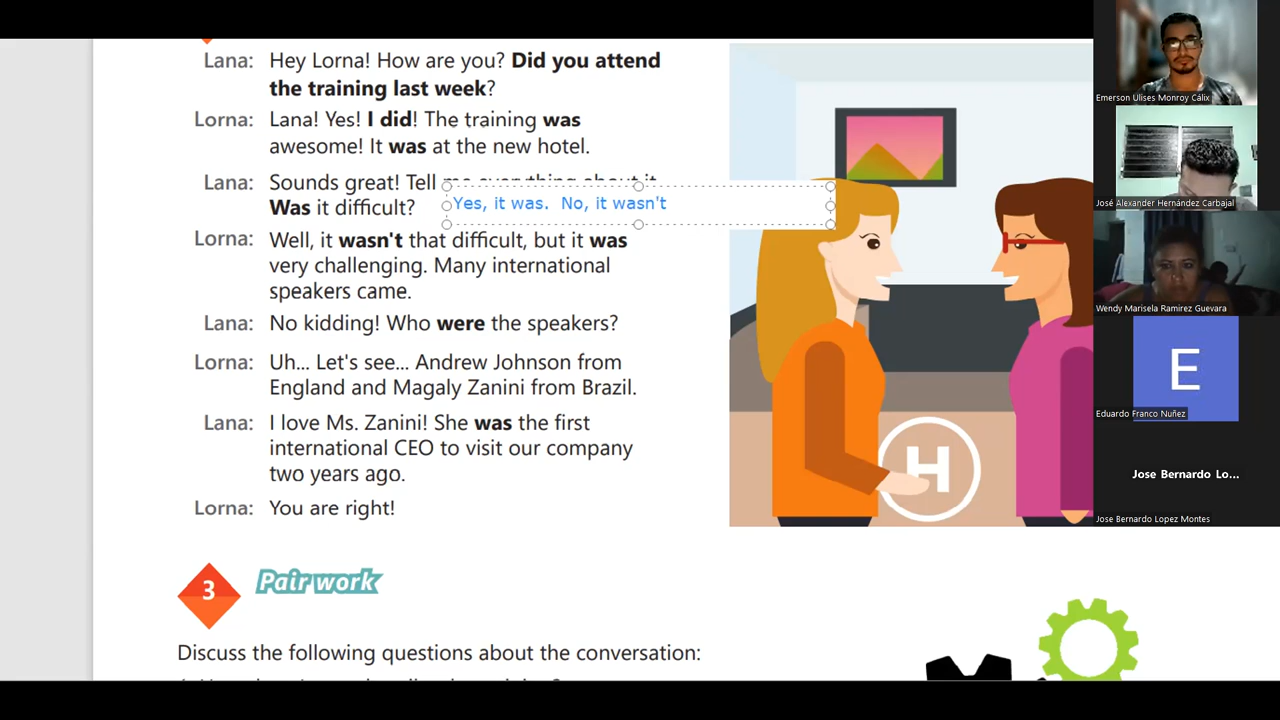 Lana: Hey Lorna! How are you? Did you attend
the training last week?
Lorna: Lana! Yes! I did! The training was
awesome! It was at the new hotel.
Lana: Sounds great! Tell me everything about it.
Was it difficult?
Yes, it was. No, it wasn't
Lorna: Well, it wasn't that difficult, but it was
very challenging. Many international
speakers came.
Lana: No kidding! Who were the speakers?
Lorna: Uh... Let's see... Andrew Johnson from
England and Magaly Zanini from Brazil.
Lana: I love Ms. Zanini! She was the first
international CEO to visit our company
two years ago.
Lorna: You are right!
H
3 Pair work
Discuss the following questions about the conversation:
Emerson Ulises Monroy Cálix
José Alexander Hernández Carbajal
Wendy Marisela Ramirez Guevara
E
Eduardo Franco Nuñez
Jose Bernardo Lo...
Jose Bernardo Lopez Montes